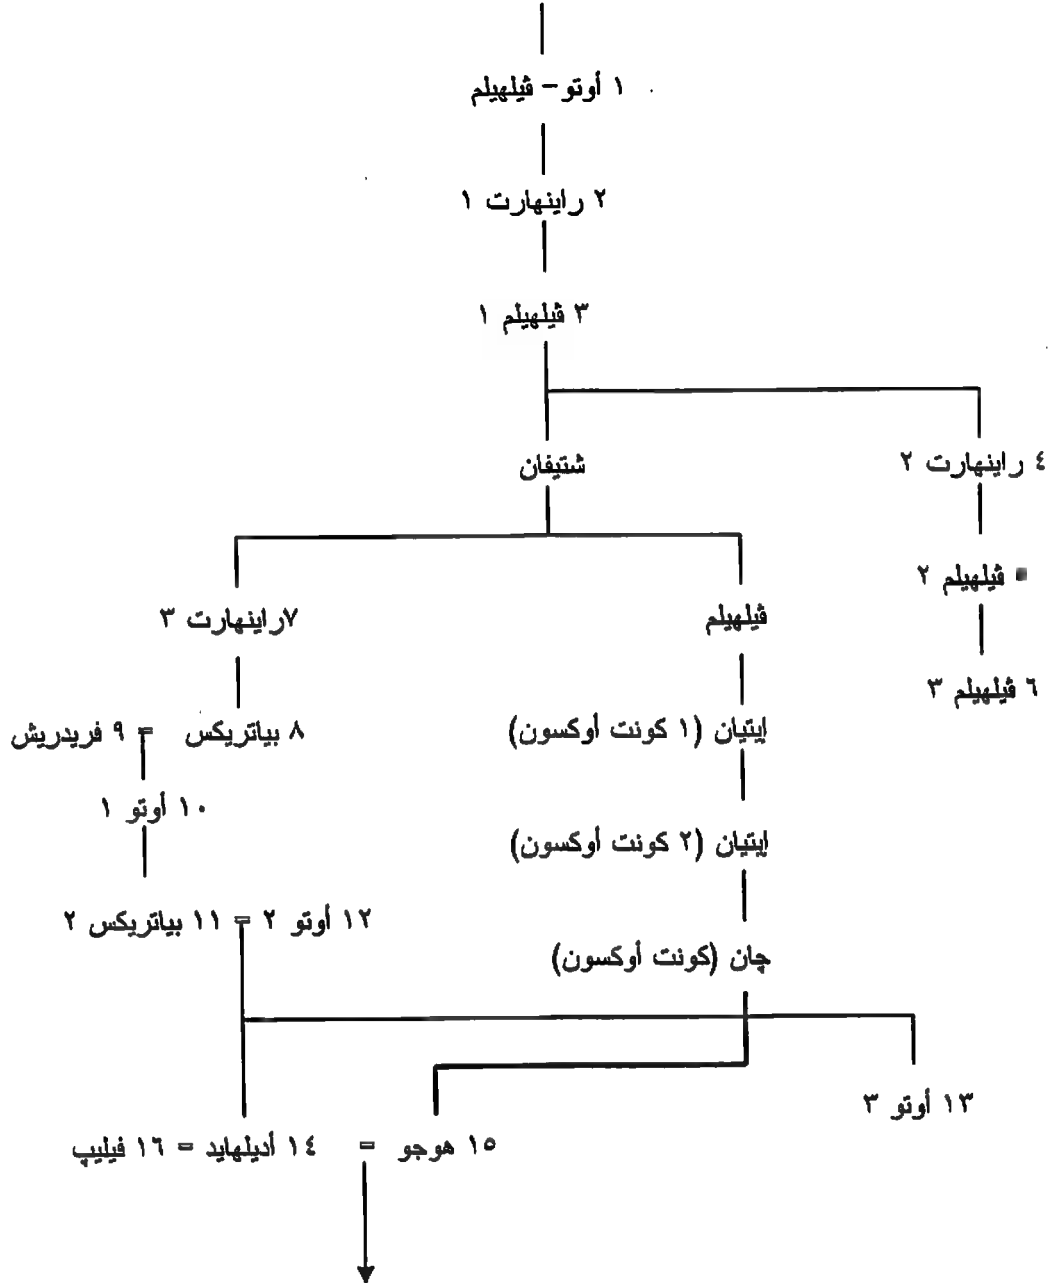 ١ أوتو – ڤيلهيلم
٢ راينهارت ١
٣ ڤيلهيلم ١
شتيفان
٤ راينهارت ٢
ڤيلهيلم ٢
٧راينهارت ٣
ڤيلهيلم
٦ ڤيلهيلم ٣
٨ بياتريكس = ٩ فريدريش
إيتيان (١ كونت أوكسون)
١٠ أوتو ١
إيتيان (٢ كونت أوكسون)
١٢ أوتو ٢ = ١١ بياتريكس ٢
چان (كونت أوكسون)
١٣ أوتو ٣
١٥ هوجو = ١٤ أديلهايد = ١٦ فيليپ